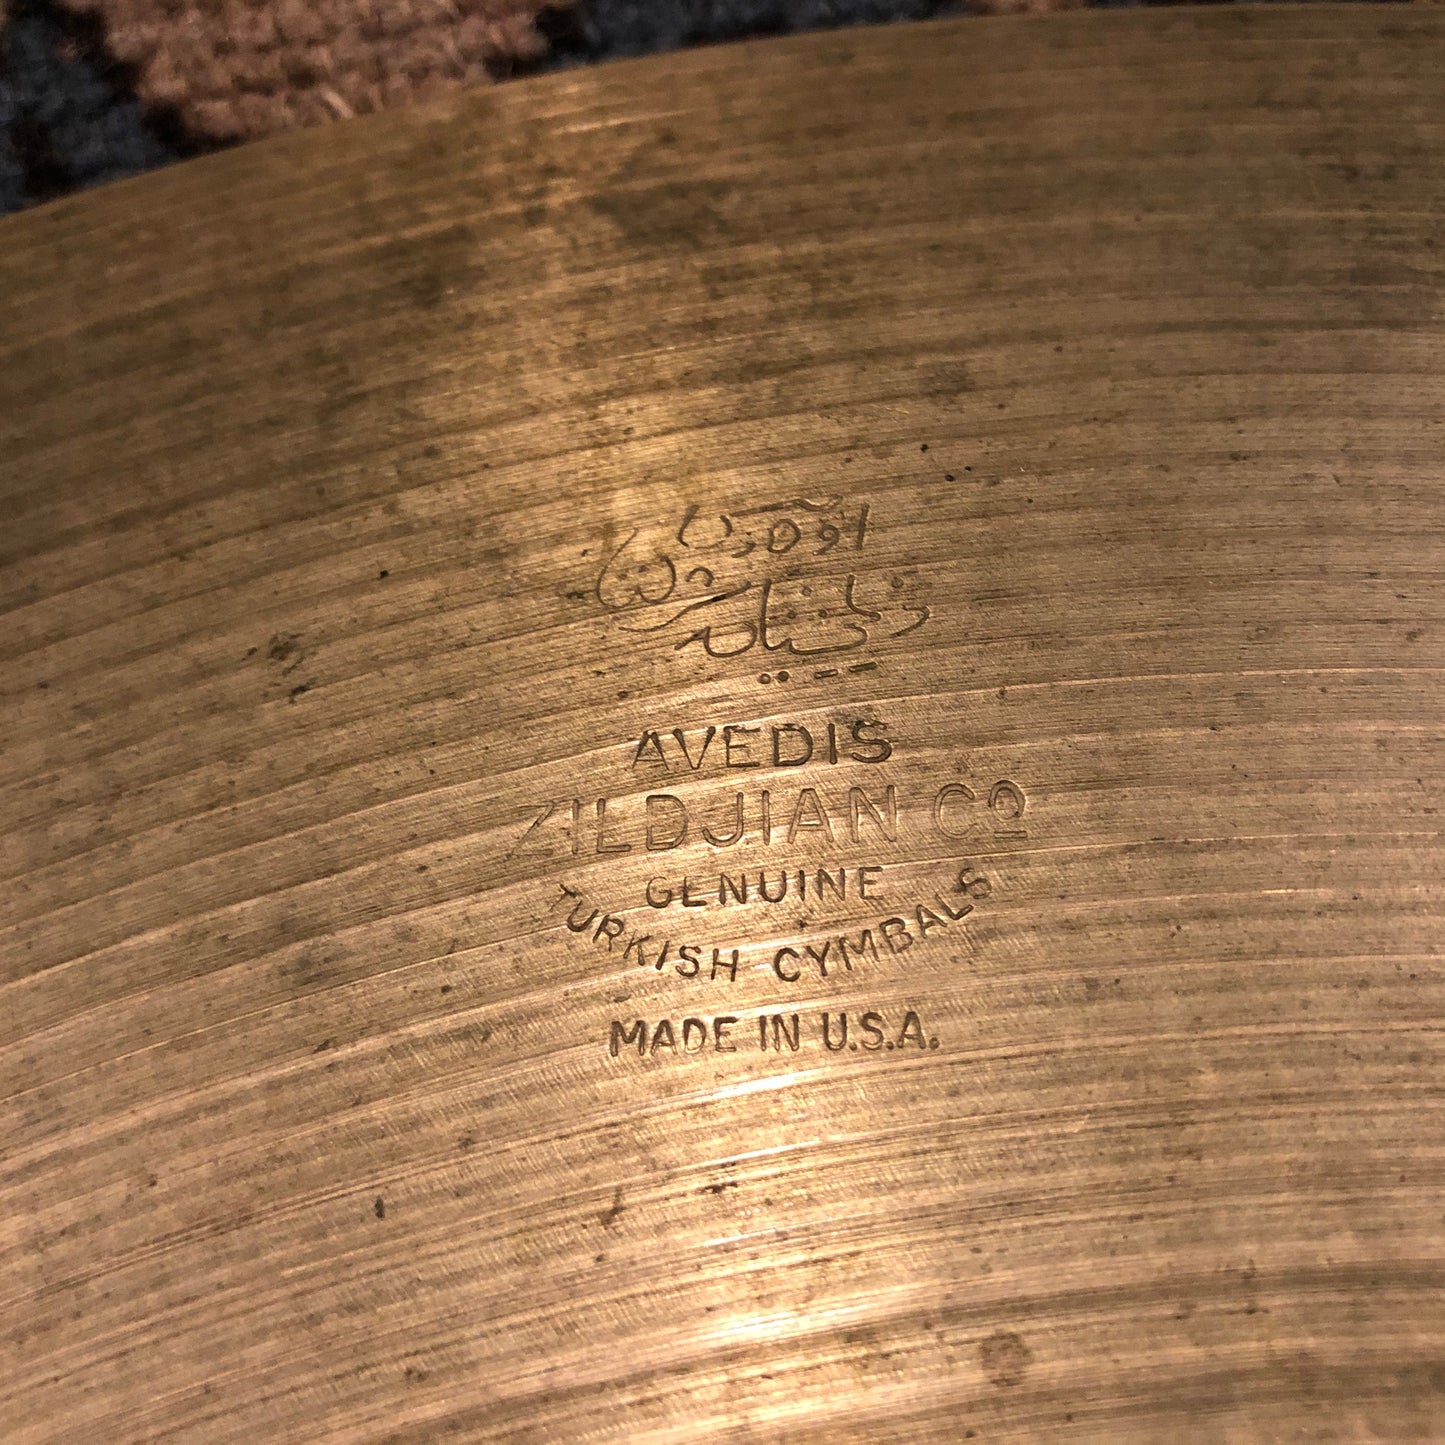 AVEDIS
ZILDJIAN Cº
GENUINE
TURKISH CYMBALS
MADE IN U.S.A.